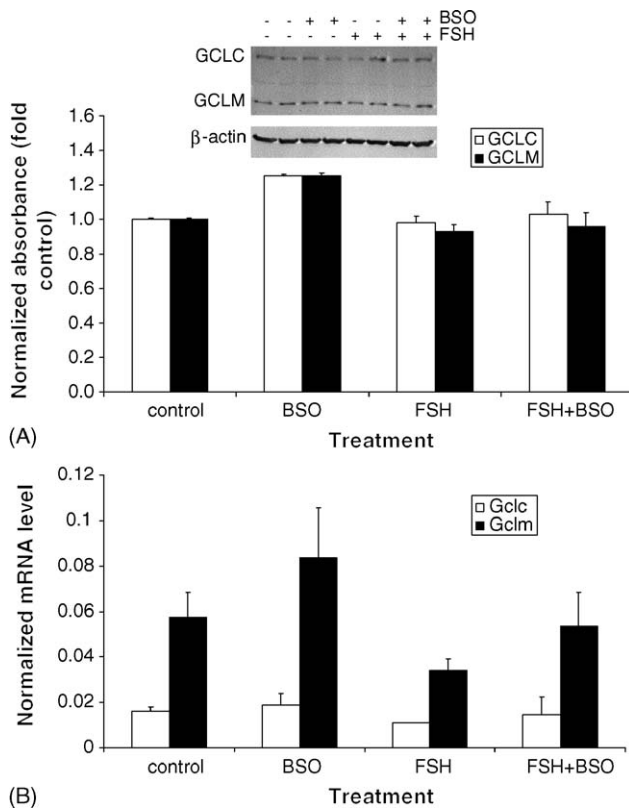 - - + + - - + + BSO
- - - - + + + + FSH
GCLC
GCLM
β-actin
GCLC
GCLM
Normalized absorbance (fold
control)
1.6
1.4
1.2
1.0
0.8
0.6
0.4
0.2
0.0
control BSO FSH FSH+BSO
(A) Treatment
Gclc
Gclm
Normalized mRNA level
0.12
0.1
0.08
0.06
0.04
0.02
0
control BSO FSH FSH+BSO
(B) Treatment